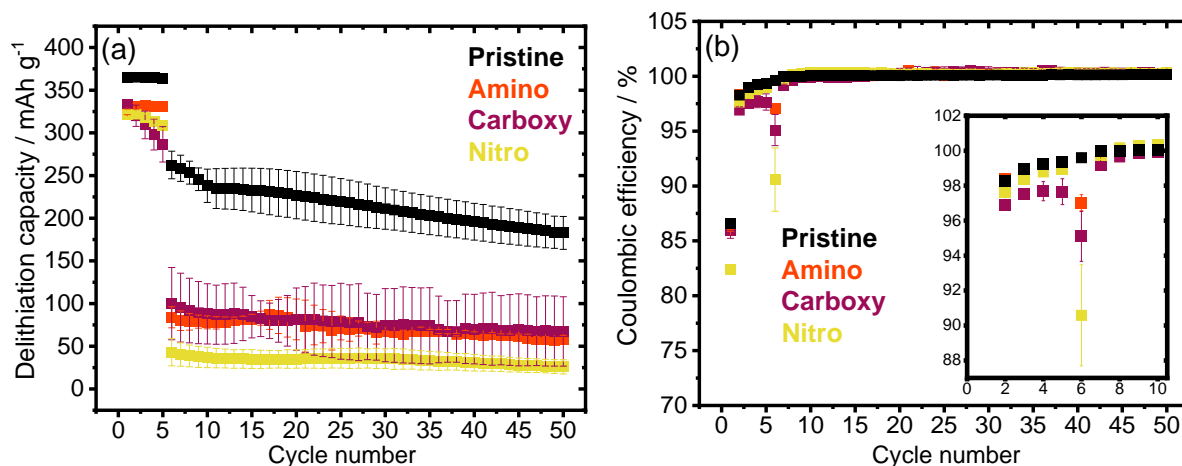 (a)
Pristine
Amino
Carboxy
Nitro
Delithiation capacity / mAh g⁻¹
400
350
300
250
200
150
100
50
0
0 5 10 15 20 25 30 35 40 45 50
Cycle number
(b)
Coulombic efficiency / %
105
100
95
90
85
80
75
70
Pristine
Amino
Carboxy
Nitro
102
100
98
96
94
92
90
88
0 2 4 6 8 10
0 5 10 15 20 25 30 35 40 45 50
Cycle number